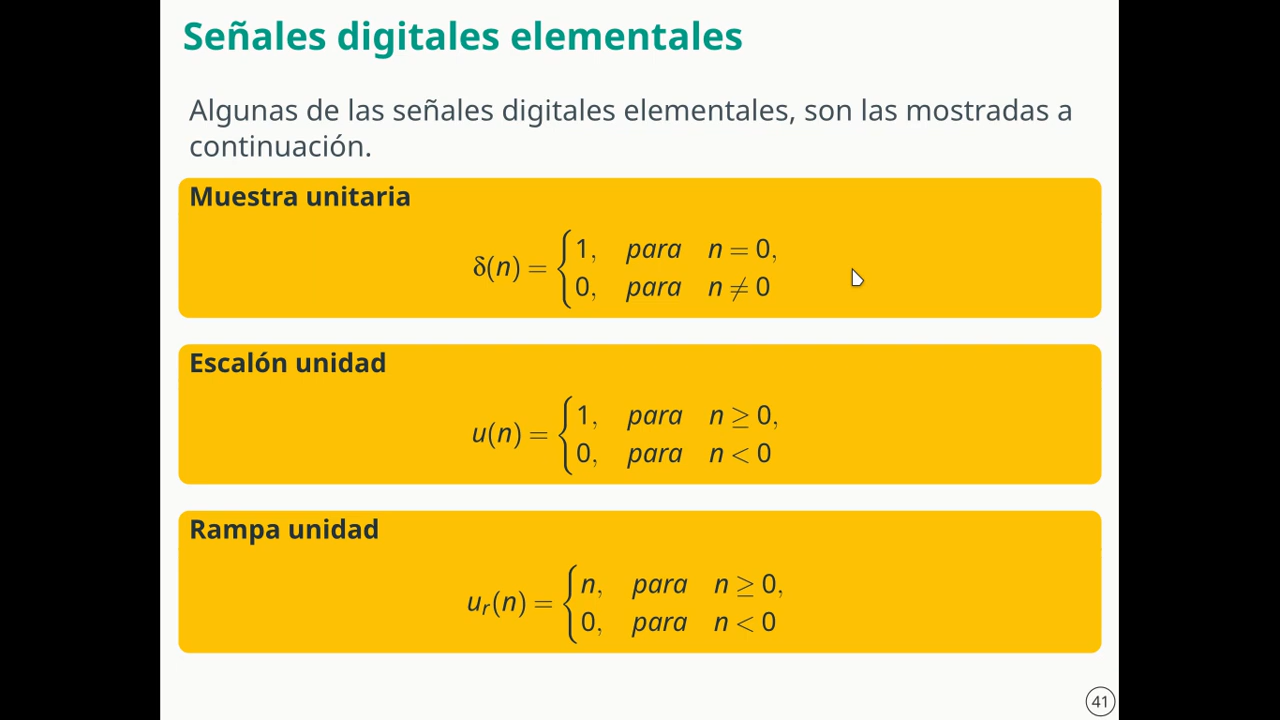 Señales digitales elementales
Algunas de las señales digitales elementales, son las mostradas a
continuación.
Muestra unitaria
δ(n) = { 1, para n = 0,
0, para n ≠ 0
Escalón unidad
u(n) = { 1, para n ≥ 0,
0, para n < 0
Rampa unidad
uᵣ(n) = { n, para n ≥ 0,
0, para n < 0
41